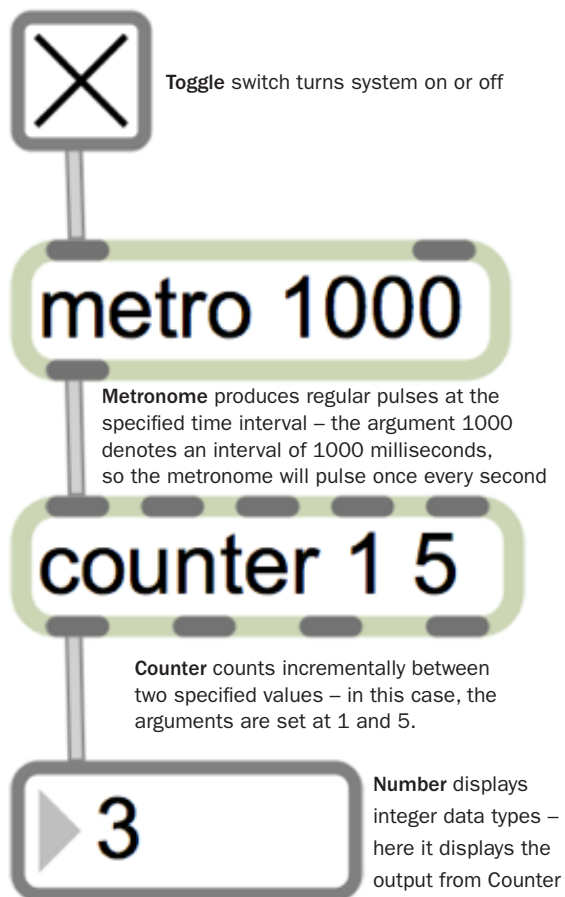 Toggle switch turns system on or off
metro 1000
Metronome produces regular pulses at the
specified time interval – the argument 1000
denotes an interval of 1000 milliseconds,
so the metronome will pulse once every second
counter 1 5
Counter counts incrementally between
two specified values – in this case, the
arguments are set at 1 and 5.
3
Number displays
integer data types –
here it displays the
output from Counter